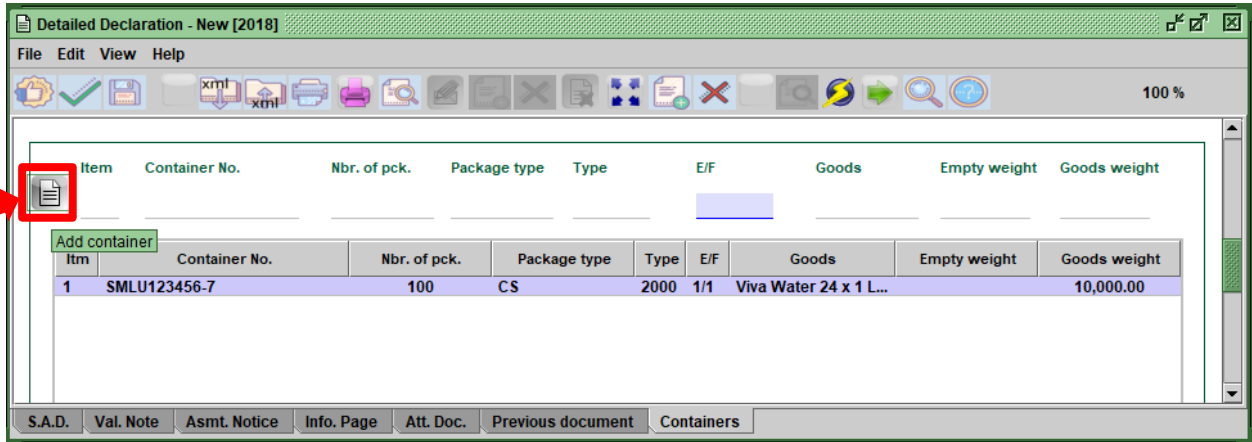 Detailed Declaration - New [2018]
File Edit View Help
xml xml ? 100 %
Item Container No. Nbr. of pck. Package type Type E/F Goods Empty weight Goods weight
Add container
Itm Container No. Nbr. of pck. Package type Type E/F Goods Empty weight Goods weight
1 SMLU123456-7 100 CS 2000 1/1 Viva Water 24 x 1 L... 10,000.00
S.A.D. Val. Note Asmt. Notice Info. Page Att. Doc. Previous document Containers